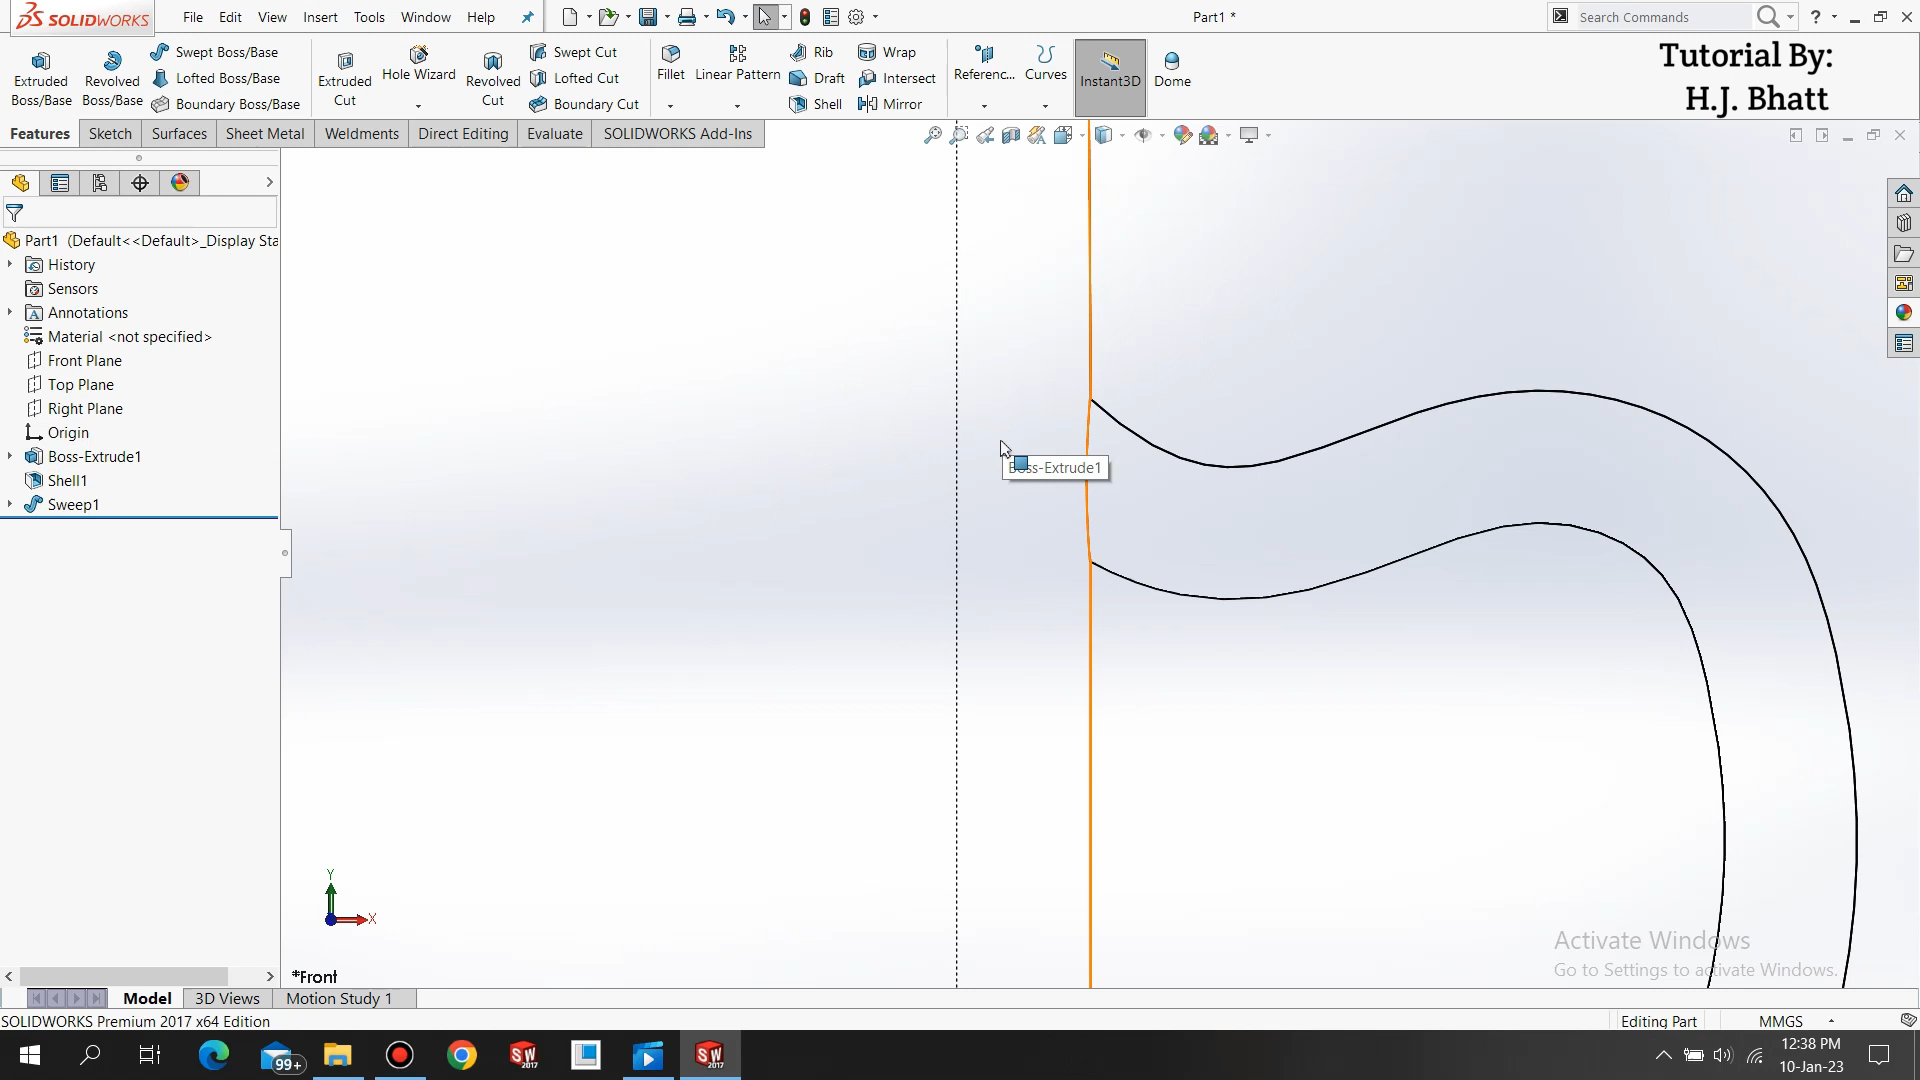 SOLIDWORKS
File
Edit
View
Insert
Tools
Window
Help
Part1 *
Search Commands
Tutorial By:
H.J. Bhatt
Extruded Boss/Base
Revolved Boss/Base
Swept Boss/Base
Lofted Boss/Base
Boundary Boss/Base
Extruded Cut
Hole Wizard
Revolved Cut
Swept Cut
Lofted Cut
Boundary Cut
Fillet
Linear Pattern
Rib
Draft
Shell
Wrap
Intersect
Mirror
Referenc...
Curves
Instant3D
Dome
Features
Sketch
Surfaces
Sheet Metal
Weldments
Direct Editing
Evaluate
SOLIDWORKS Add-Ins
Part1 (Default<<Default>_Display Sta
History
Sensors
Annotations
Material <not specified>
Front Plane
Top Plane
Right Plane
Origin
Boss-Extrude1
Shell1
Sweep1
Boss-Extrude1
Y
X
*Front
Activate Windows
Go to Settings to activate Windows.
Model
3D Views
Motion Study 1
SOLIDWORKS Premium 2017 x64 Edition
Editing Part
MMGS
99+
SW 2017
SW 2017
12:38 PM
10-Jan-23